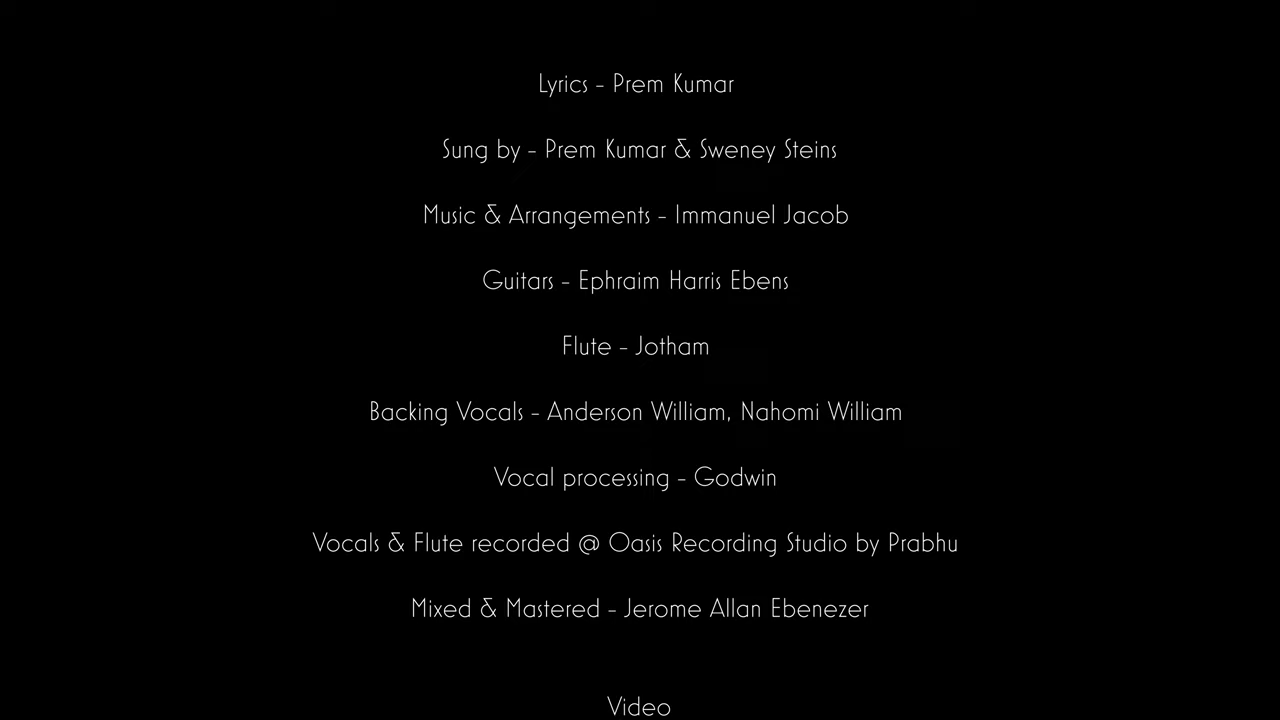 Lyrics - Prem Kumar
Sung by - Prem Kumar & Sweney Steins
Music & Arrangements - Immanuel Jacob
Guitars - Ephraim Harris Ebens
Flute - Jotham
Backing Vocals - Anderson William, Nahomi William
Vocal processing - Godwin
Vocals & Flute recorded @ Oasis Recording Studio by Prabhu
Mixed & Mastered - Jerome Allan Ebenezer
Video